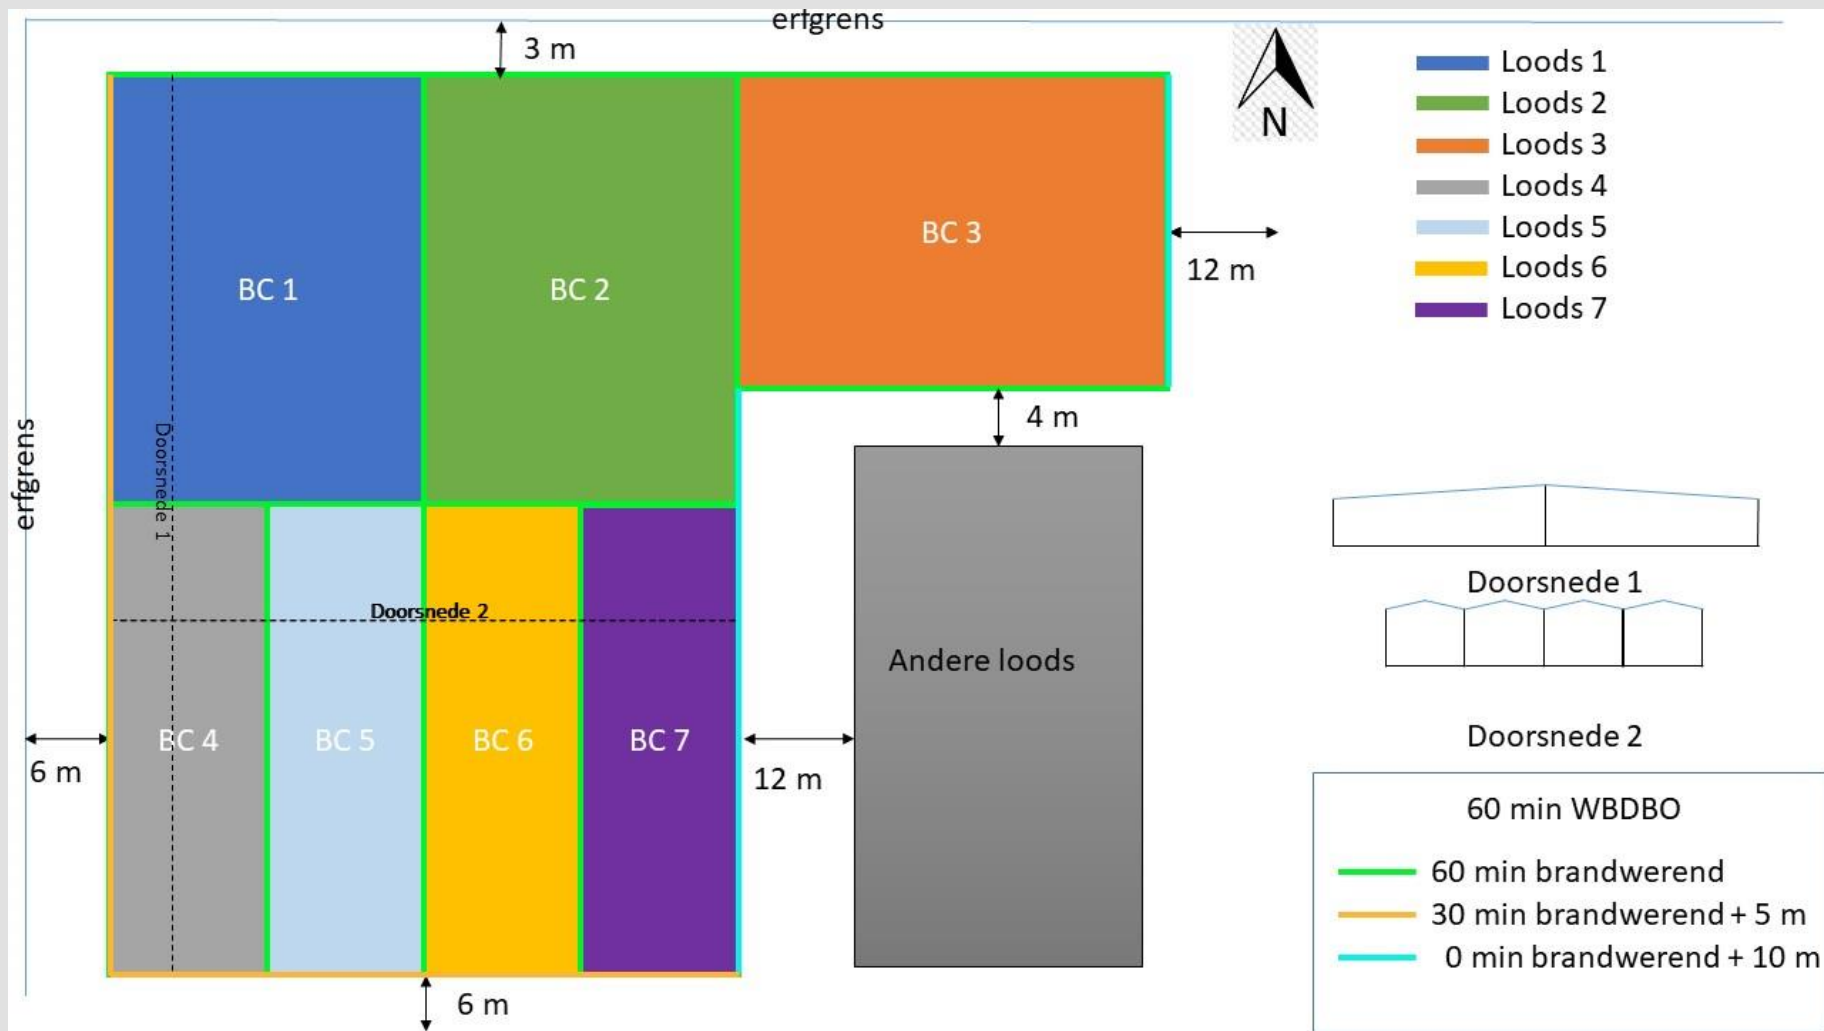 erfgrens
3 m
N
Loods 1
Loods 2
Loods 3
Loods 4
Loods 5
Loods 6
Loods 7
BC 1
BC 2
BC 3
12 m
4 m
erfgrens
Doorsnede 1
Doorsnede 2
Andere loods
BC 4
BC 5
BC 6
BC 7
6 m
12 m
6 m
Doorsnede 1
Doorsnede 2
60 min WBDBO
60 min brandwerend
30 min brandwerend + 5 m
0 min brandwerend + 10 m